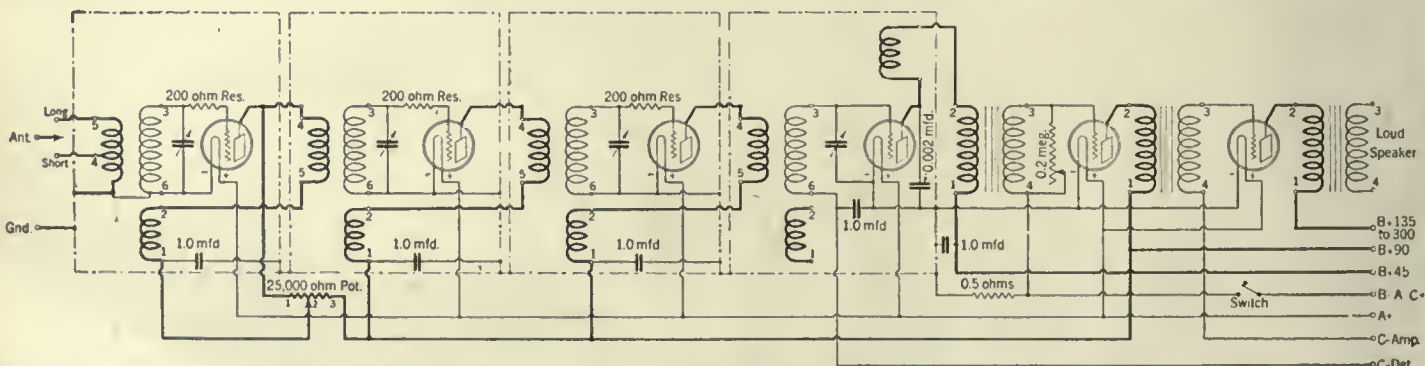 200 ohm Res.
200 ohm Res.
200 ohm Res
Long
Ant
Short
Gnd.
5
4
3
6
2
1
4
5
3
6
2
1
4
5
3
6
2
1
4
5
3
6
2
1
2
1
3
4
2
1
3
4
2
1
3
4
0.002 mfd.
0.2 meg.
Loud
Speaker
1.0 mfd
1.0 mfd.
1.0 mfd
1.0 mfd
1.0 mfd
25,000 ohm Pot.
1 2 3
0.5 ohms
Switch
B+135
to 300
B+90
B+45
B- A- C+
A+
C-Amp.
C-Det.